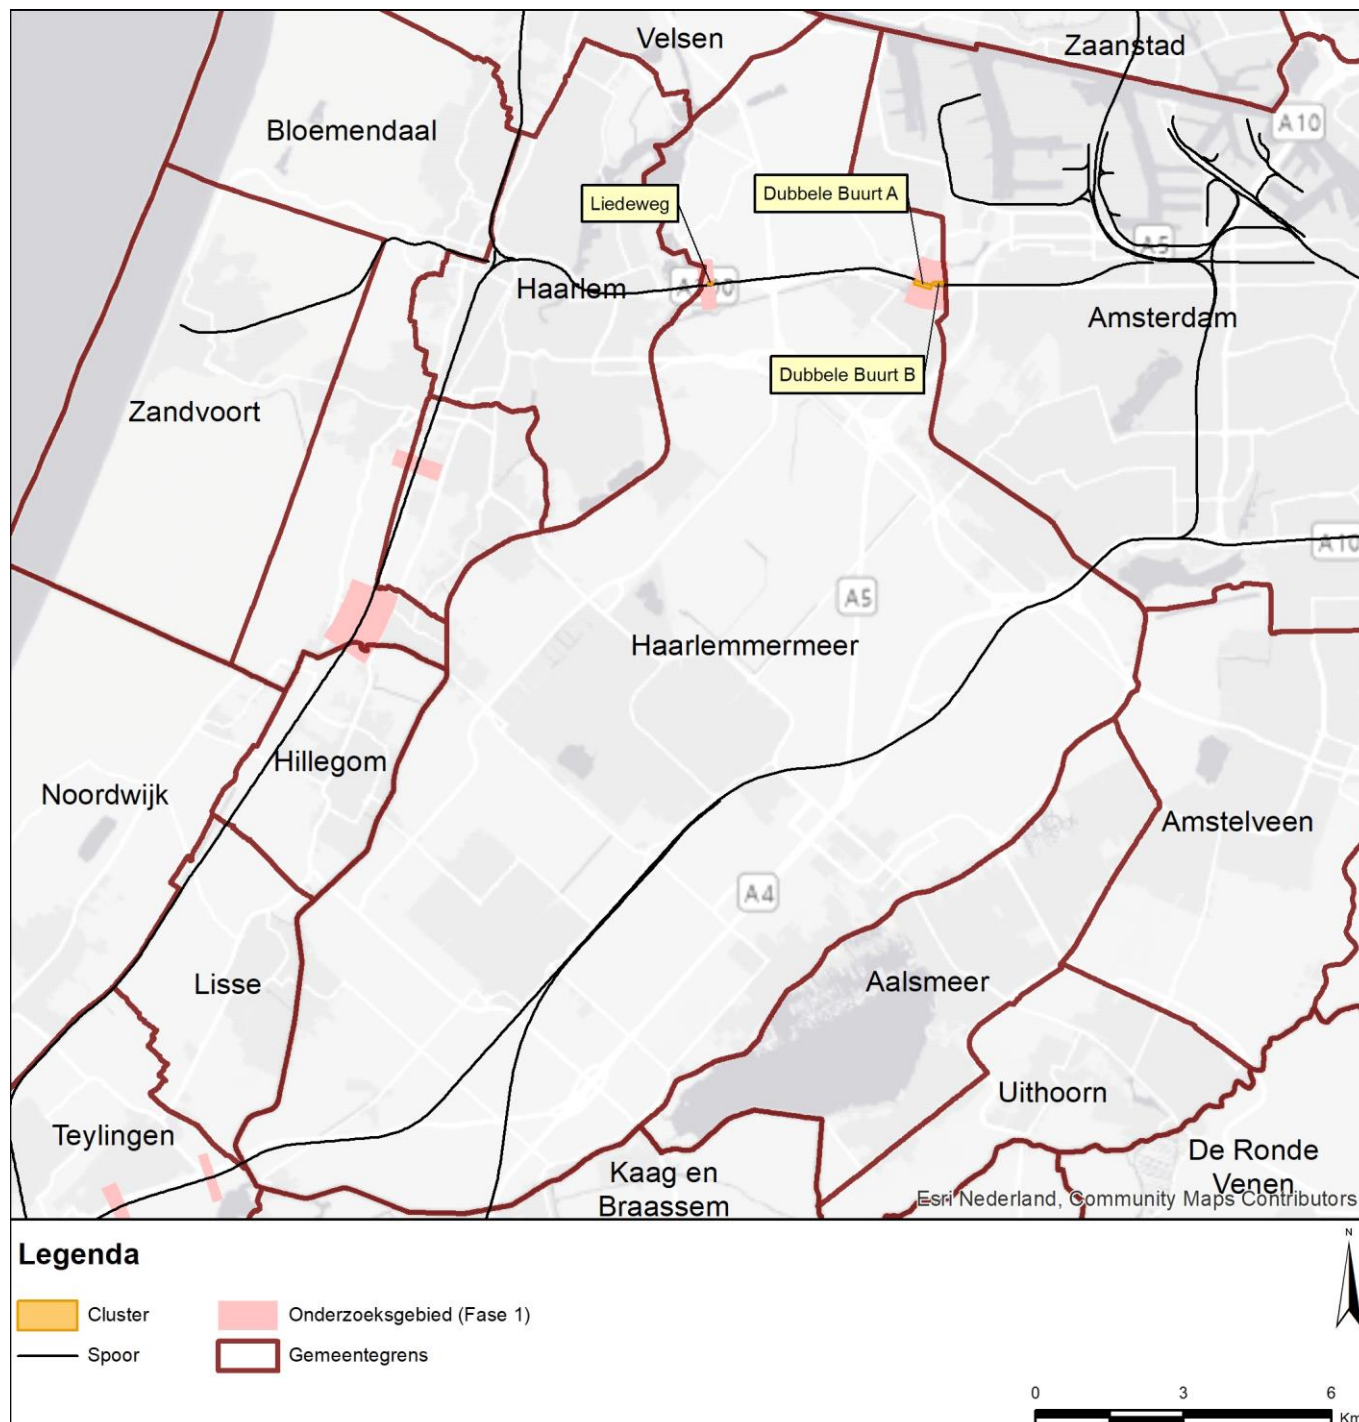 Velsen
Zaanstad
A10
Bloemendaal
Dubbele Buurt A
Liedeweg
A5
Haarlem
Amsterdam
Dubbele Buurt B
Zandvoort
A10
A5
Haarlemmermeer
Hillegom
Noordwijk
Amstelveen
A4
Lisse
Aalsmeer
Uithoorn
Teylingen
De Ronde
Venen
Kaag en
Braassem
Esri Nederland, Community Maps Contributors
Legenda
N
Cluster
Onderzoeksgebied (Fase 1)
Spoor
Gemeentegrens
0 3 6
Km